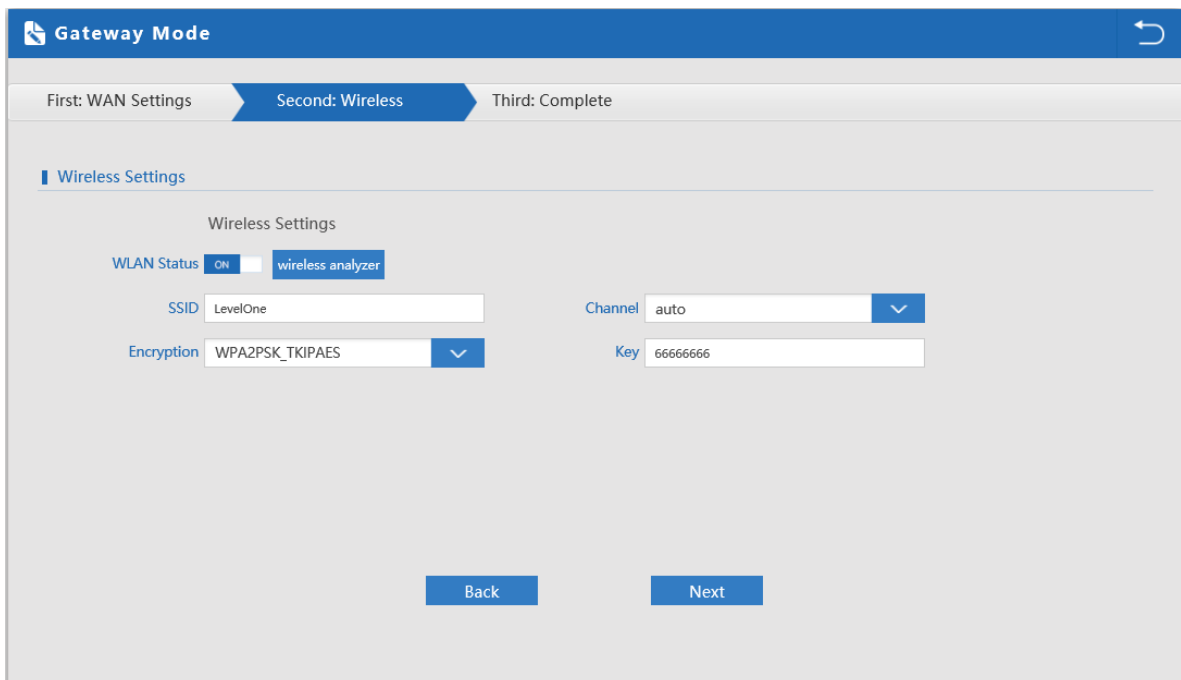 Gateway Mode
First: WAN Settings Second: Wireless Third: Complete
Wireless Settings
Wireless Settings
WLAN Status ON wireless analyzer
SSID LevelOne Channel auto
Encryption WPA2PSK_TKIPAES Key 66666666
Back Next